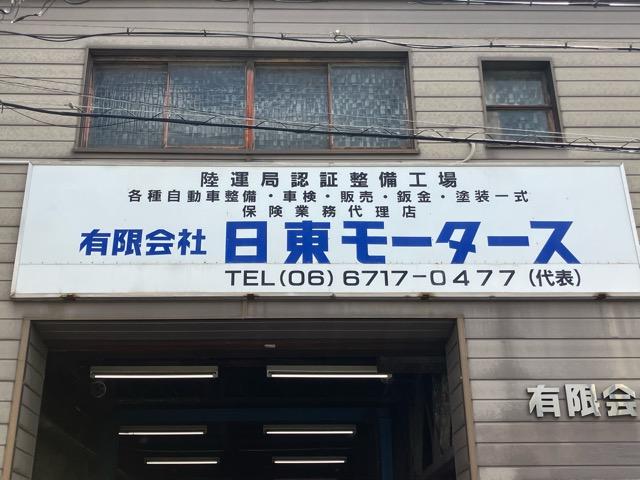 陸運局認証整備工場
各種自動車整備・車検・販売・鈑金・塗装一式
保険業務代理店
有限会社 日東モータース
TEL(06)6717-0477(代表)
有限会